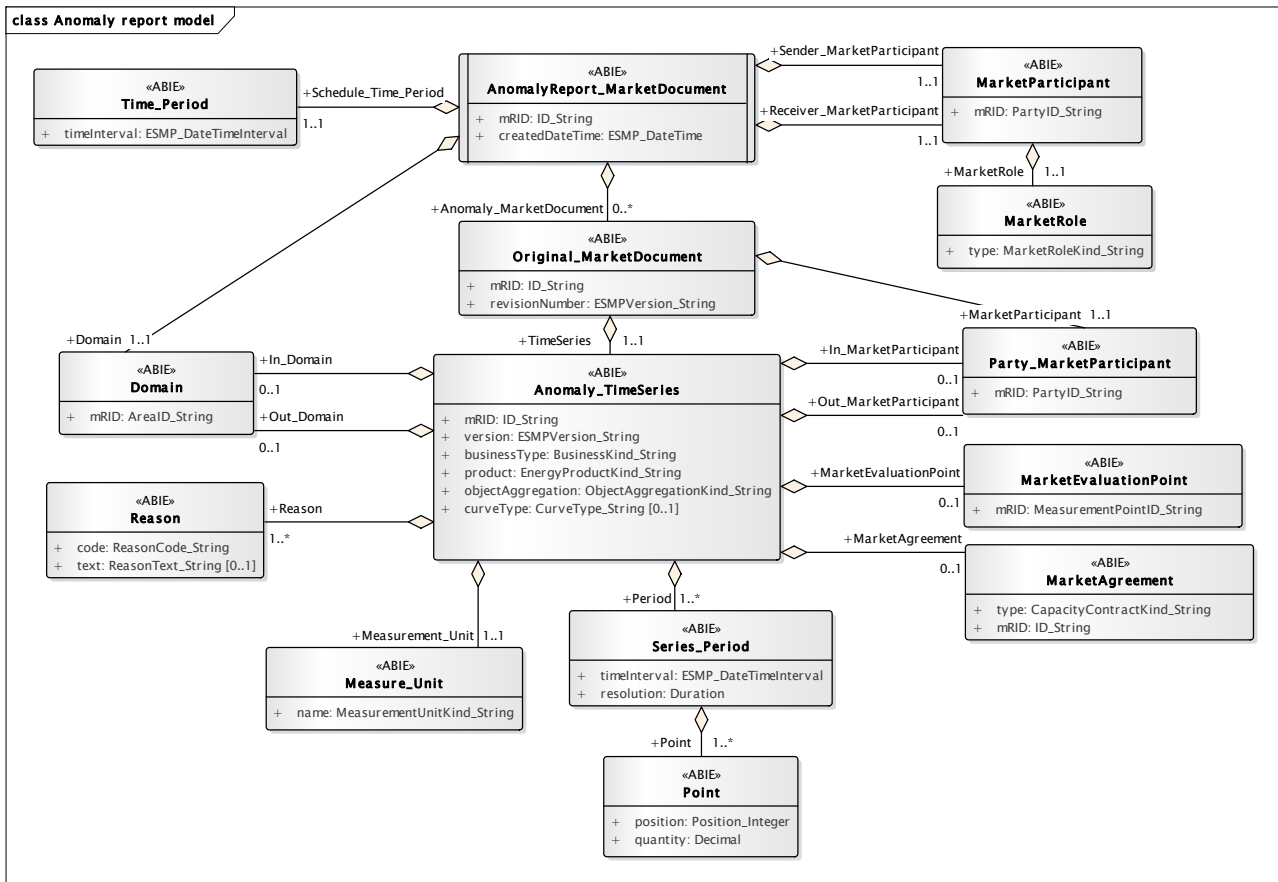 class Anomaly report model
«ABIE»
Time_Period
+ timeInterval: ESMP_DateTimeInterval
+Schedule_Time_Period
1..1
«ABIE»
AnomalyReport_MarketDocument
+ mRID: ID_String
+ createdDateTime: ESMP_DateTime
+Sender_MarketParticipant
1..1
+Receiver_MarketParticipant
1..1
«ABIE»
MarketParticipant
+ mRID: PartyID_String
+MarketRole 1..1
«ABIE»
MarketRole
+ type: MarketRoleKind_String
+Anomaly_MarketDocument 0..*
«ABIE»
Original_MarketDocument
+ mRID: ID_String
+ revisionNumber: ESMPVersion_String
+MarketParticipant 1..1
«ABIE»
Party_MarketParticipant
+ mRID: PartyID_String
+Domain 1..1
«ABIE»
Domain
+ mRID: AreaID_String
+In_Domain
0..1
+Out_Domain
0..1
+TimeSeries 1..1
«ABIE»
Anomaly_TimeSeries
+ mRID: ID_String
+ version: ESMPVersion_String
+ businessType: BusinessKind_String
+ product: EnergyProductKind_String
+ objectAggregation: ObjectAggregationKind_String
+ curveType: CurveType_String [0..1]
+In_MarketParticipant
0..1
+Out_MarketParticipant
0..1
+MarketEvaluationPoint
0..1
«ABIE»
MarketEvaluationPoint
+ mRID: MeasurementPointID_String
+MarketAgreement
0..1
«ABIE»
MarketAgreement
+ type: CapacityContractKind_String
+ mRID: ID_String
«ABIE»
Reason
+ code: ReasonCode_String
+ text: ReasonText_String [0..1]
+Reason
1..*
+Measurement_Unit 1..1
«ABIE»
Measure_Unit
+ name: MeasurementUnitKind_String
+Period 1..*
«ABIE»
Series_Period
+ timeInterval: ESMP_DateTimeInterval
+ resolution: Duration
+Point 1..*
«ABIE»
Point
+ position: Position_Integer
+ quantity: Decimal